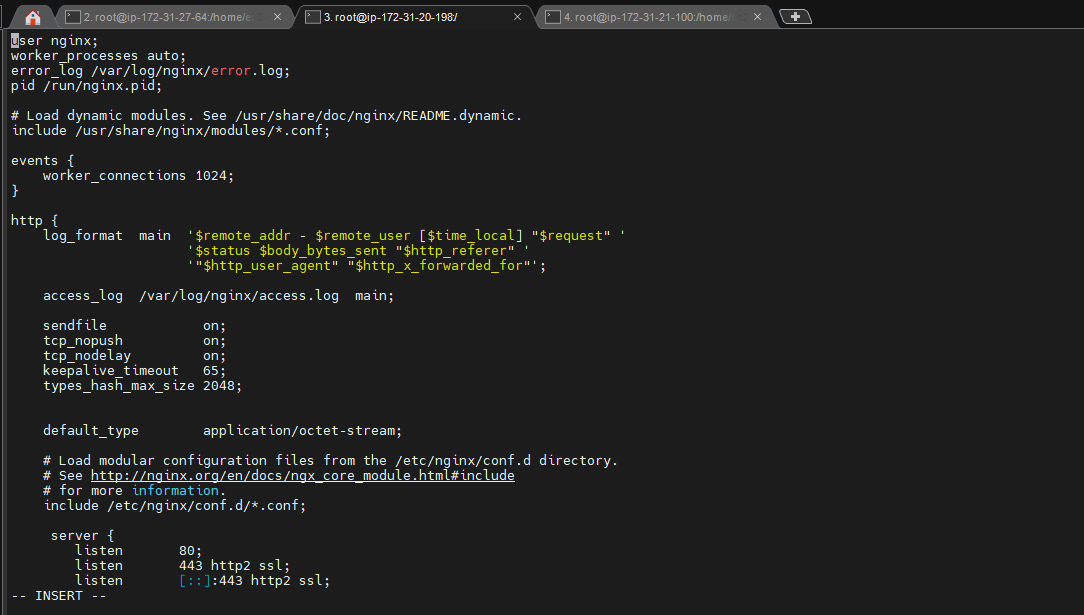 2. root@ip-172-31-27-64:/home/e
3. root@ip-172-31-20-198:/
4. root@ip-172-31-21-100:/home/
user nginx;
worker_processes auto;
error_log /var/log/nginx/error.log;
pid /run/nginx.pid;

# Load dynamic modules. See /usr/share/doc/nginx/README.dynamic.
include /usr/share/nginx/modules/*.conf;

events {
    worker_connections 1024;
}

http {
    log_format  main  '$remote_addr - $remote_user [$time_local] "$request" '
                      '$status $body_bytes_sent "$http_referer" '
                      '"$http_user_agent" "$http_x_forwarded_for"';

    access_log  /var/log/nginx/access.log  main;

    sendfile            on;
    tcp_nopush          on;
    tcp_nodelay         on;
    keepalive_timeout   65;
    types_hash_max_size 2048;


    default_type        application/octet-stream;

    # Load modular configuration files from the /etc/nginx/conf.d directory.
    # See http://nginx.org/en/docs/ngx_core_module.html#include
    # for more information.
    include /etc/nginx/conf.d/*.conf;

     server {
        listen       80;
        listen       443 http2 ssl;
        listen       [::]:443 http2 ssl;
-- INSERT --